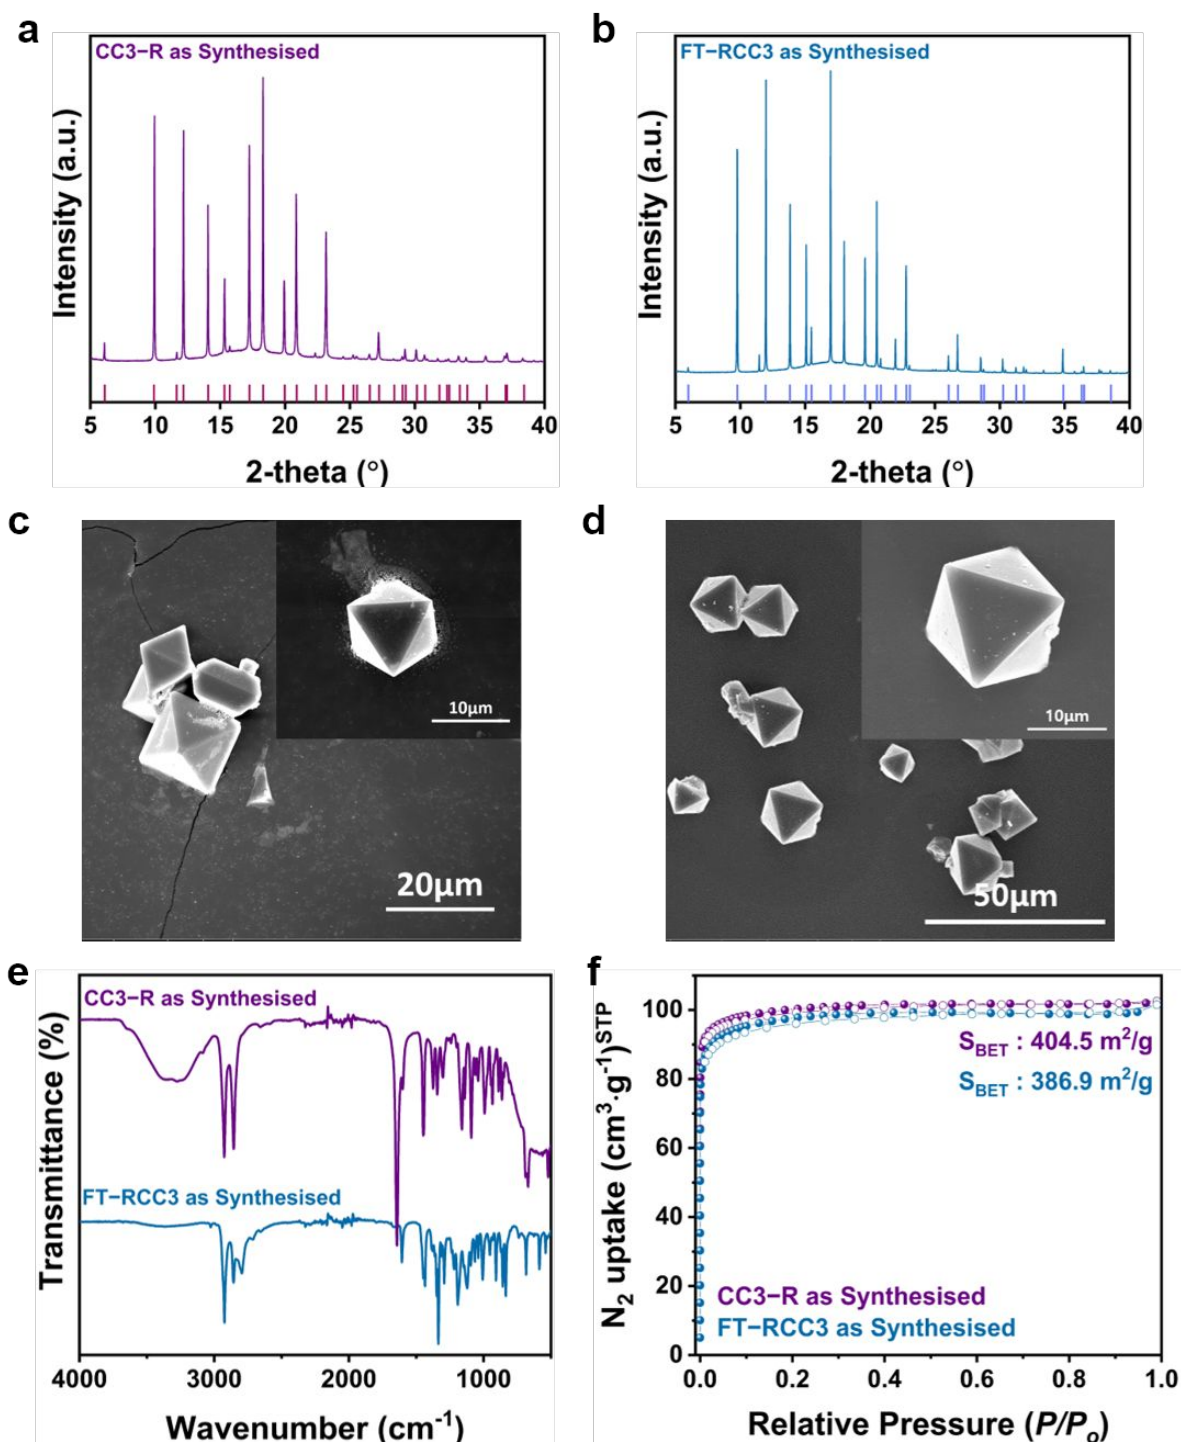 a
CC3−R as Synthesised
Intensity (a.u.)
5 10 15 20 25 30 35 40
2-theta (°)
b
FT−RCC3 as Synthesised
Intensity (a.u.)
5 10 15 20 25 30 35 40
2-theta (°)
c
10μm
20μm
d
10μm
50μm
e
CC3−R as Synthesised
FT−RCC3 as Synthesised
Transmittance (%)
4000 3000 2000 1000
Wavenumber (cm⁻¹)
f
100
80
60
40
20
0
N₂ uptake (cm³·g⁻¹)ˢᵀᴾ
S_BET : 404.5 m²/g
S_BET : 386.9 m²/g
CC3−R as Synthesised
FT−RCC3 as Synthesised
0.0 0.2 0.4 0.6 0.8 1.0
Relative Pressure (P/Pₒ)